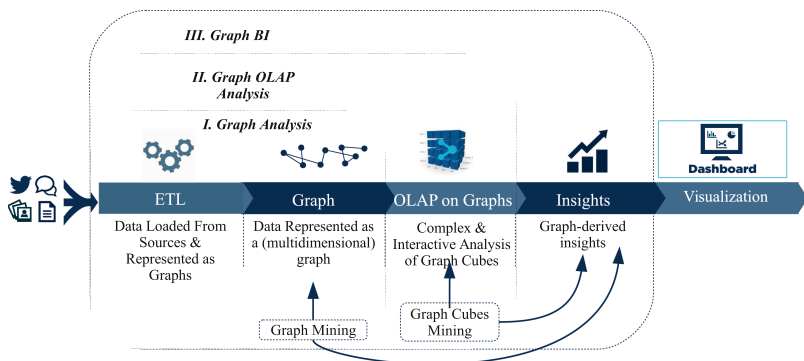 III. Graph BI
II. Graph OLAP
Analysis
I. Graph Analysis
Dashboard
ETL
Graph
OLAP on Graphs
Insights
Visualization
Data Loaded From
Sources &
Represented as
Graphs
Data Represented as
a (multidimensional)
graph
Complex &
Interactive Analysis
of Graph Cubes
Graph-derived
insights
Graph Mining
Graph Cubes
Mining